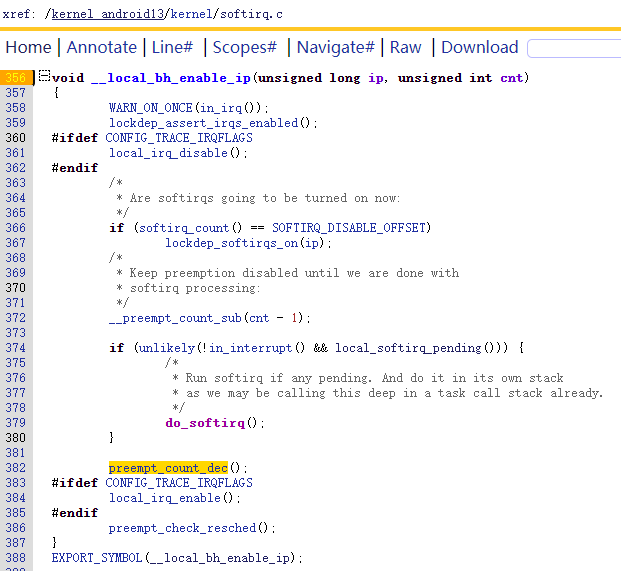 xref: /kernel_android13/kernel/softirq.c
Home | Annotate | Line# | Scopes# | Navigate# | Raw | Download
356 void __local_bh_enable_ip(unsigned long ip, unsigned int cnt)
357 {
358 WARN_ON_ONCE(in_irq());
359 lockdep_assert_irqs_enabled();
360 #ifdef CONFIG_TRACE_IRQFLAGS
361 local_irq_disable();
362 #endif
363 /*
364 * Are softirqs going to be turned on now:
365 */
366 if (softirq_count() == SOFTIRQ_DISABLE_OFFSET)
367 lockdep_softirqs_on(ip);
368 /*
369 * Keep preemption disabled until we are done with
370 * softirq processing:
371 */
372 __preempt_count_sub(cnt - 1);
373
374 if (unlikely(!in_interrupt() && local_softirq_pending())) {
375 /*
376 * Run softirq if any pending. And do it in its own stack
377 * as we may be calling this deep in a task call stack already.
378 */
379 do_softirq();
380 }
381
382 preempt_count_dec();
383 #ifdef CONFIG_TRACE_IRQFLAGS
384 local_irq_enable();
385 #endif
386 preempt_check_resched();
387 }
388 EXPORT_SYMBOL(__local_bh_enable_ip);